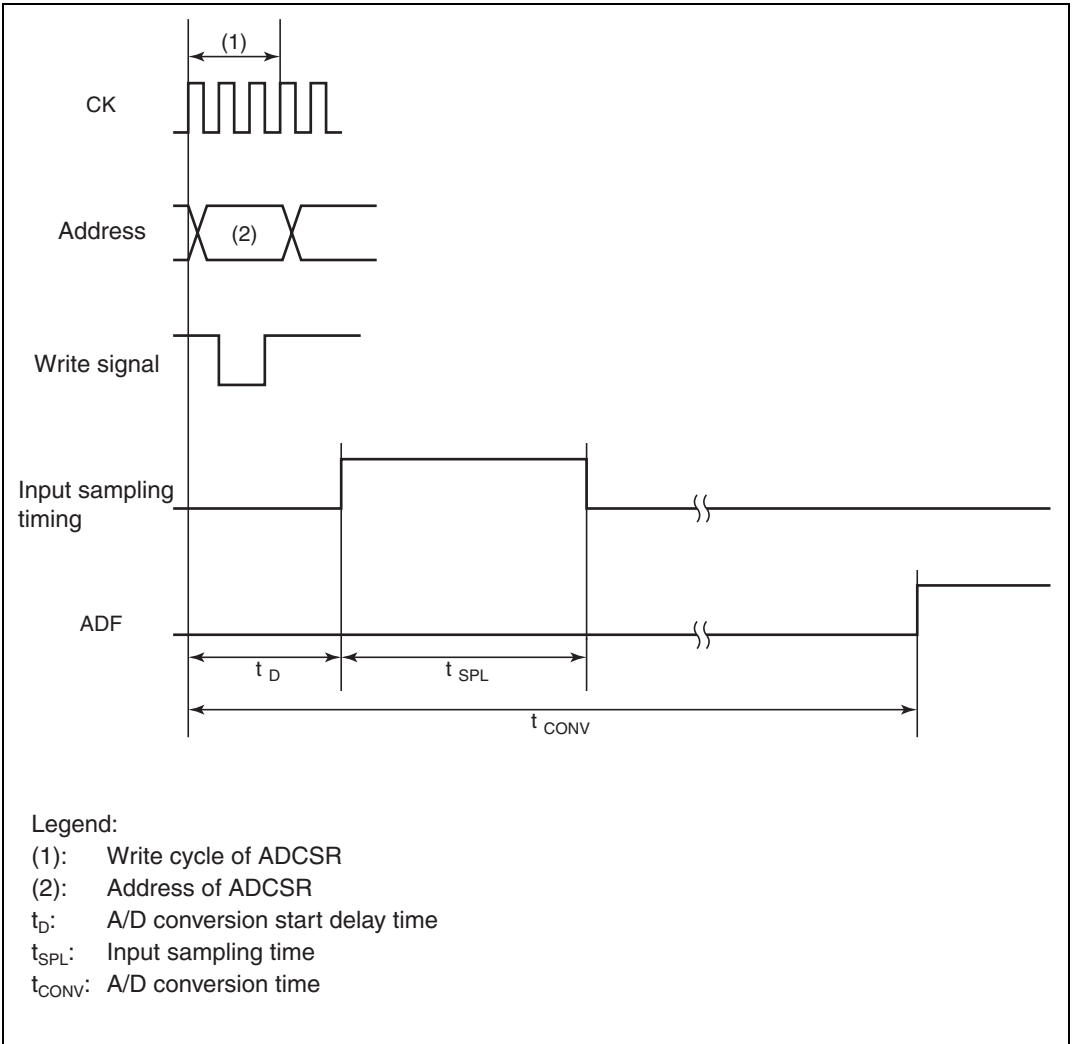 (1)
CK
Address
(2)
Write signal
Input sampling
timing
ADF
t D
t SPL
t CONV
Legend:
(1): Write cycle of ADCSR
(2): Address of ADCSR
tD: A/D conversion start delay time
tSPL: Input sampling time
tCONV: A/D conversion time